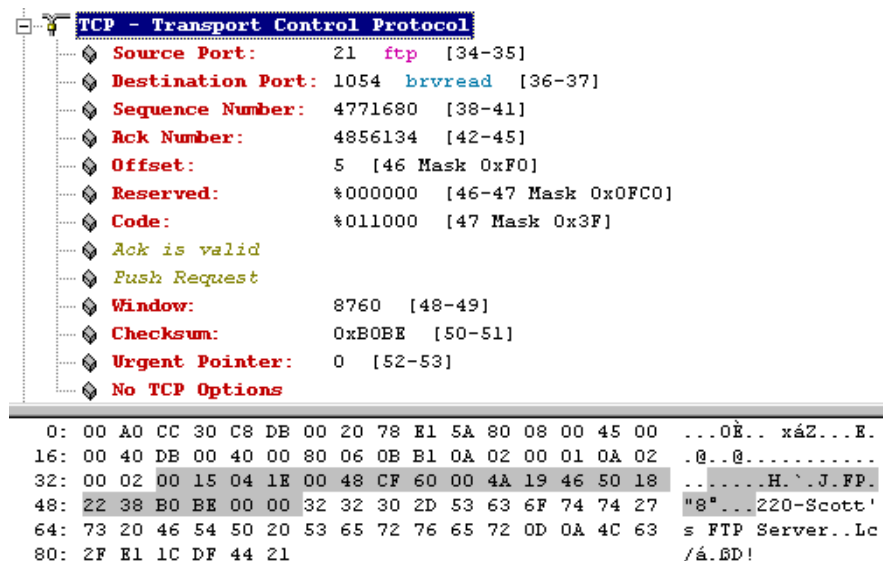 TCP - Transport Control Protocol
Source Port: 21 ftp [34-35]
Destination Port: 1054 brvread [36-37]
Sequence Number: 4771680 [38-41]
Ack Number: 4856134 [42-45]
Offset: 5 [46 Mask 0xF0]
Reserved: %000000 [46-47 Mask 0x0FC0]
Code: %011000 [47 Mask 0x3F]
Ack is valid
Push Request
Window: 8760 [48-49]
Checksum: 0xB0BE [50-51]
Urgent Pointer: 0 [52-53]
No TCP Options
0: 00 A0 CC 30 C8 DB 00 20 78 E1 5A 80 08 00 45 00 ...0È.. xáZ...E.
16: 00 40 DB 00 40 00 80 06 0B B1 0A 02 00 01 0A 02 .@..@...........
32: 00 02 00 15 04 1E 00 48 CF 60 00 4A 19 46 50 18 .......H.`.J.FP.
48: 22 38 B0 BE 00 00 32 32 30 2D 53 63 6F 74 74 27 "8°...220-Scott'
64: 73 20 46 54 50 20 53 65 72 76 65 72 0D 0A 4C 63 s FTP Server..Lc
80: 2F E1 1C DF 44 21 /á.ßD!